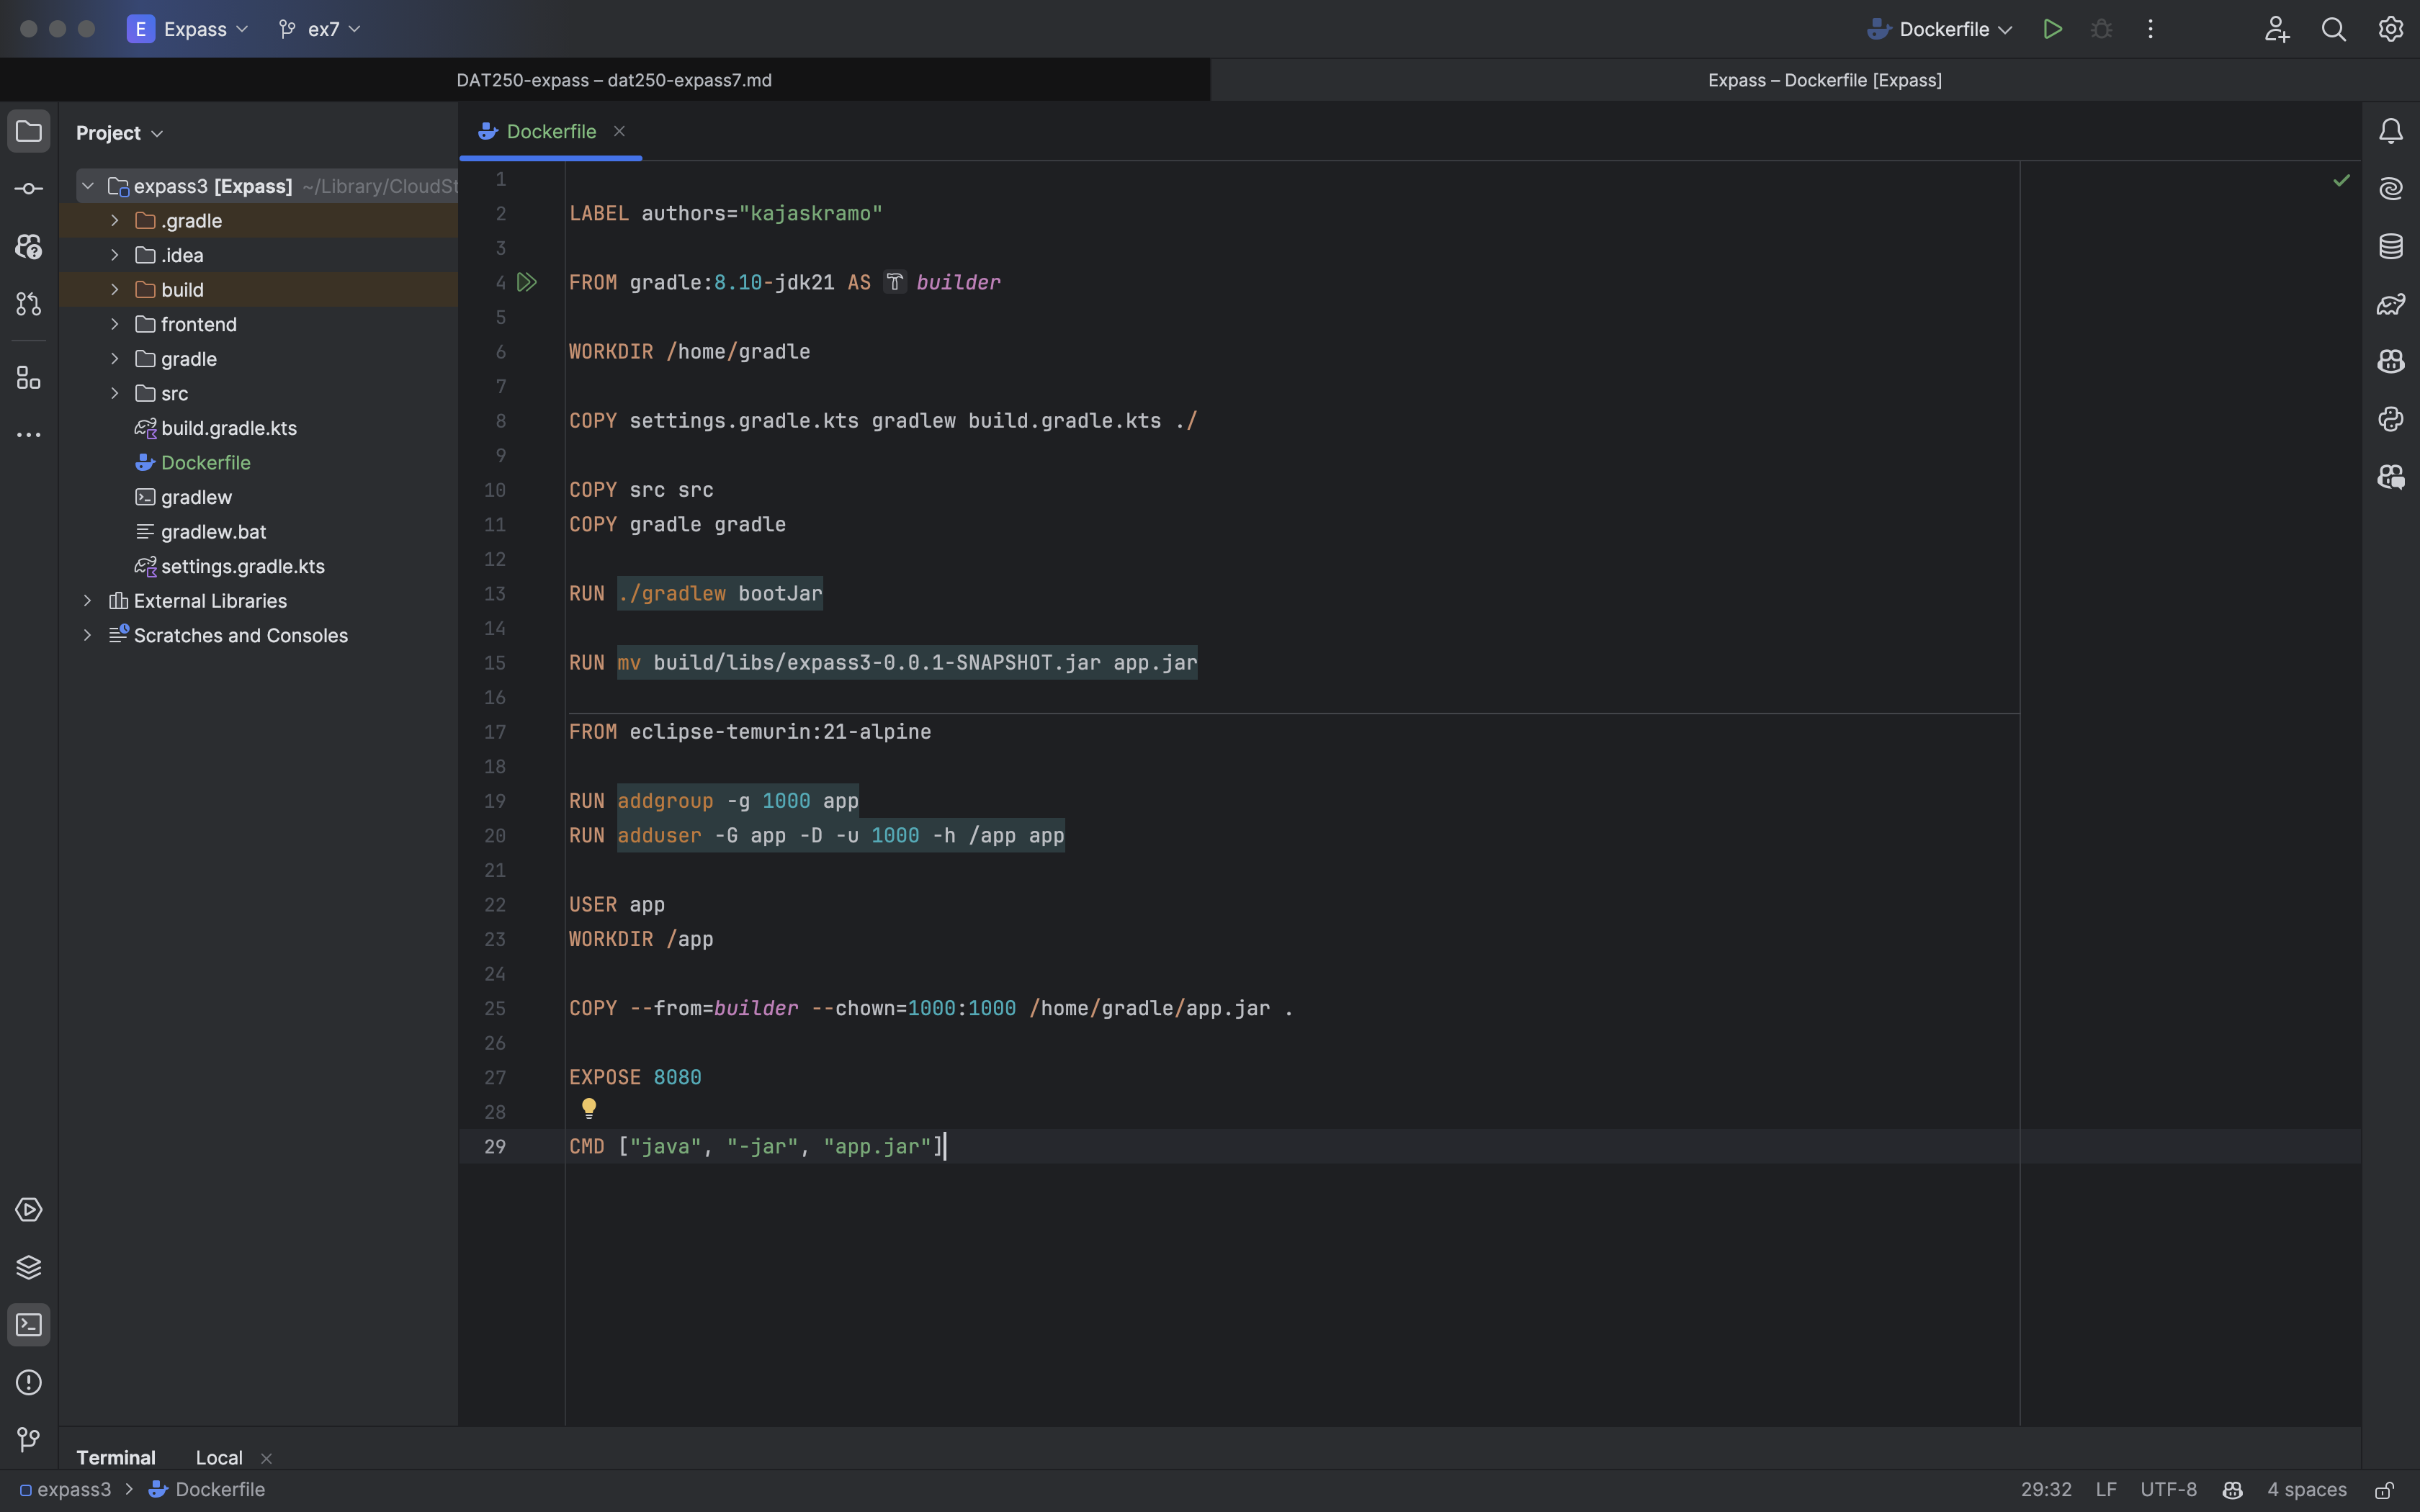 E Expass ex7 Dockerfile
DAT250-expass – dat250-expass7.md Expass – Dockerfile [Expass]
Project
Dockerfile
expass3 [Expass] ~/Library/CloudSt
.gradle
.idea
build
frontend
gradle
src
build.gradle.kts
Dockerfile
gradlew
gradlew.bat
settings.gradle.kts
External Libraries
Scratches and Consoles
1
2 LABEL authors="kajaskramo"
3
4 FROM gradle:8.10-jdk21 AS builder
5
6 WORKDIR /home/gradle
7
8 COPY settings.gradle.kts gradlew build.gradle.kts ./
9
10 COPY src src
11 COPY gradle gradle
12
13 RUN ./gradlew bootJar
14
15 RUN mv build/libs/expass3-0.0.1-SNAPSHOT.jar app.jar
16
17 FROM eclipse-temurin:21-alpine
18
19 RUN addgroup -g 1000 app
20 RUN adduser -G app -D -u 1000 -h /app app
21
22 USER app
23 WORKDIR /app
24
25 COPY --from=builder --chown=1000:1000 /home/gradle/app.jar .
26
27 EXPOSE 8080
28
29 CMD ["java", "-jar", "app.jar"]
Terminal Local
expass3 > Dockerfile 29:32 LF UTF-8 4 spaces